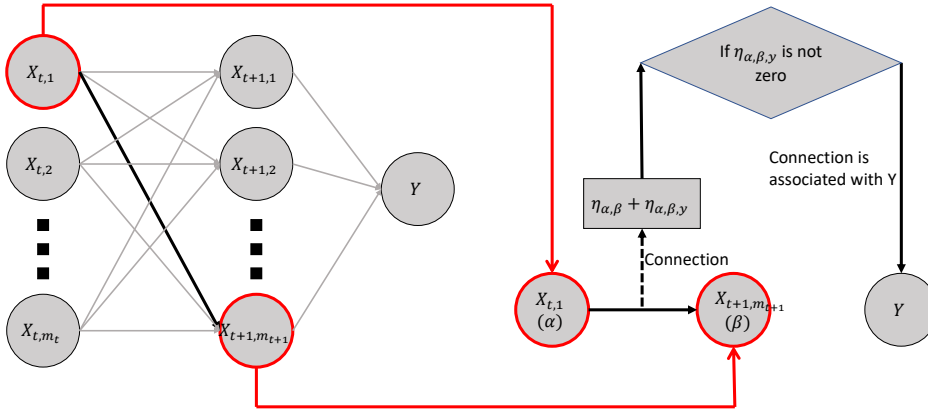 X_{t,1}
X_{t+1,1}
If η_{α,β,y} is not
zero
X_{t,2}
X_{t+1,2}
Y
Connection is
associated with Y
η_{α,β} + η_{α,β,y}
Connection
X_{t,m_t}
X_{t+1,m_{t+1}}
X_{t,1}
(α)
X_{t+1,m_{t+1}}
(β)
Y